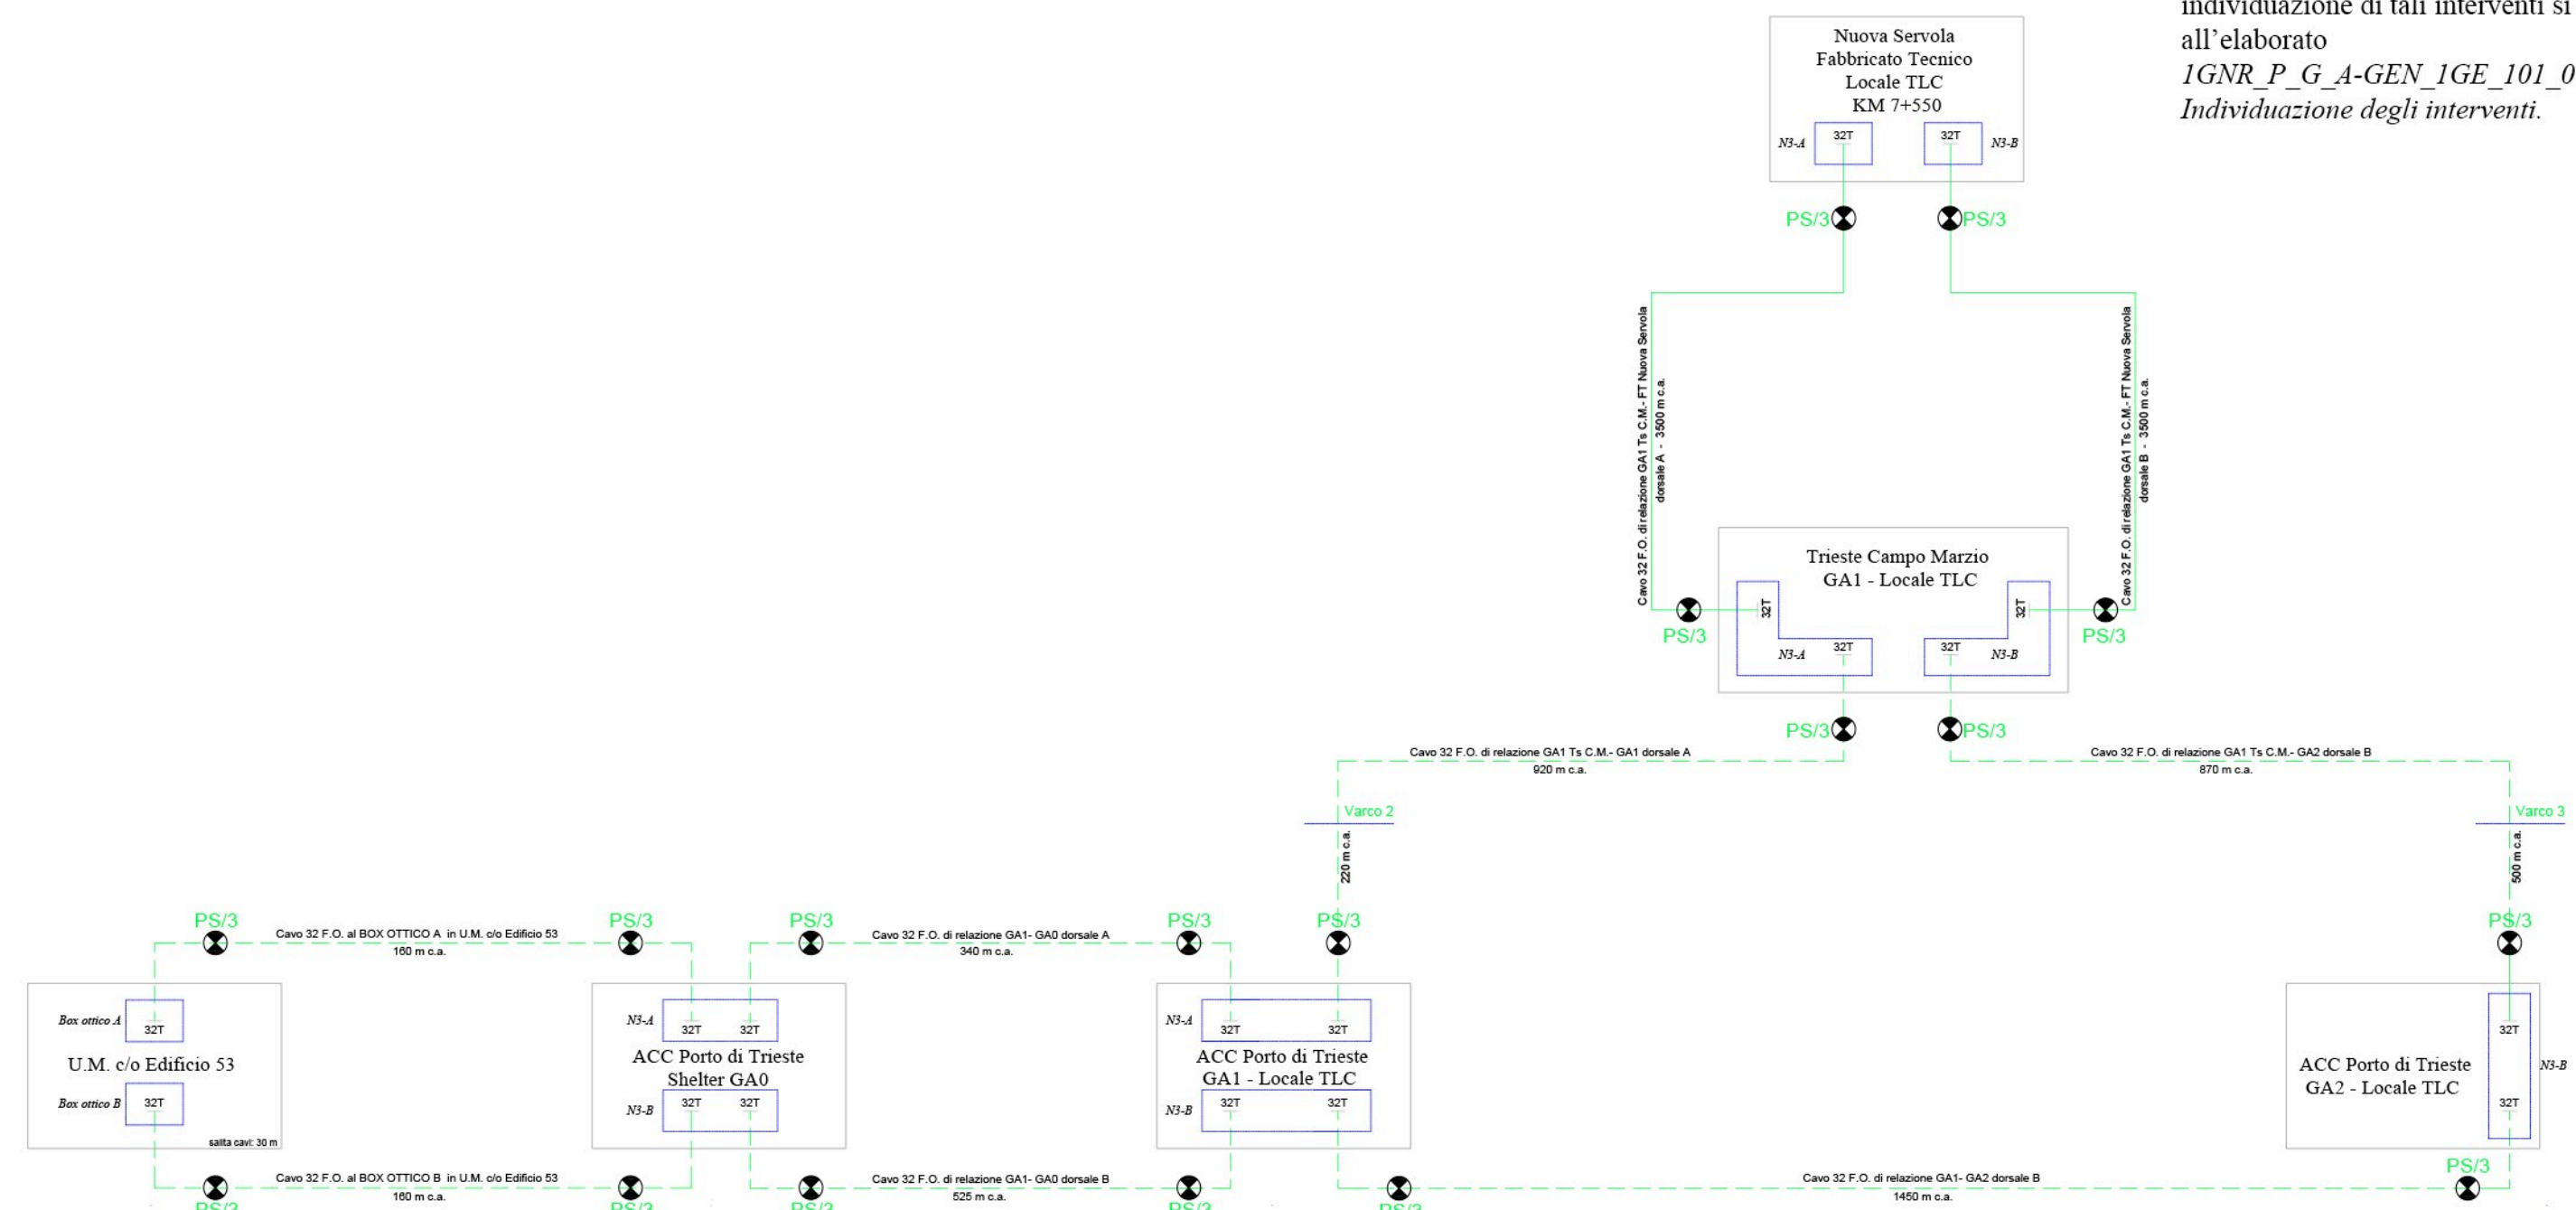 individuazione di tali interventi si
all’elaborato
1GNR_P_G_A-GEN_1GE_101_0
Individuazione degli interventi.
Nuova Servola
Fabbricato Tecnico
Locale TLC
KM 7+550
N3-A
32T
32T
N3-B
PS/3
PS/3
Cavo 32 F.O. di relazione GA1 Ts C.M.- FT Nuova Servola
dorsale A - 3500 m c.a.
Cavo 32 F.O. di relazione GA1 Ts C.M.- FT Nuova Servola
dorsale B - 3500 m c.a.
Trieste Campo Marzio
GA1 - Locale TLC
32T
32T
PS/3
PS/3
N3-A
32T
32T
N3-B
PS/3
PS/3
Cavo 32 F.O. di relazione GA1 Ts C.M.- GA1 dorsale A
920 m c.a.
Cavo 32 F.O. di relazione GA1 Ts C.M.- GA2 dorsale B
870 m c.a.
Varco 2
220 m c.a.
Varco 3
500 m c.a.
PS/3
Cavo 32 F.O. al BOX OTTICO A in U.M. c/o Edificio 53
160 m c.a.
PS/3
PS/3
Cavo 32 F.O. di relazione GA1- GA0 dorsale A
340 m c.a.
PS/3
PS/3
PS/3
Box ottico A
32T
U.M. c/o Edificio 53
Box ottico B
32T
salita cavi: 30 m
N3-A
32T
32T
ACC Porto di Trieste
Shelter GA0
N3-B
32T
32T
N3-A
32T
32T
ACC Porto di Trieste
GA1 - Locale TLC
N3-B
32T
32T
32T
ACC Porto di Trieste
GA2 - Locale TLC
N3-B
32T
PS/3
Cavo 32 F.O. al BOX OTTICO B in U.M. c/o Edificio 53
160 m c.a.
Cavo 32 F.O. di relazione GA1- GA0 dorsale B
525 m c.a.
Cavo 32 F.O. di relazione GA1- GA2 dorsale B
1450 m c.a.
PS/3
PS/3
PS/3
PS/3
PS/3